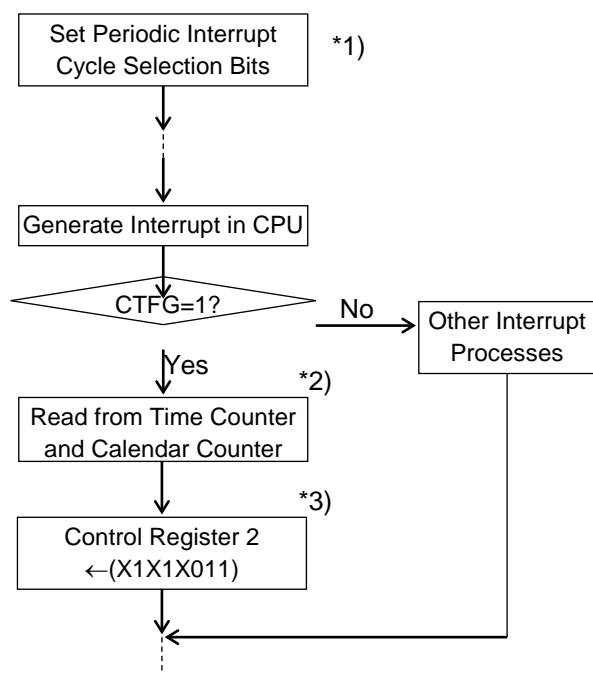 Set Periodic Interrupt
Cycle Selection Bits
*1)
Generate Interrupt in CPU
CTFG=1?
No
Other Interrupt
Processes
Yes
*2)
Read from Time Counter
and Calendar Counter
*3)
Control Register 2
←(X1X1X011)